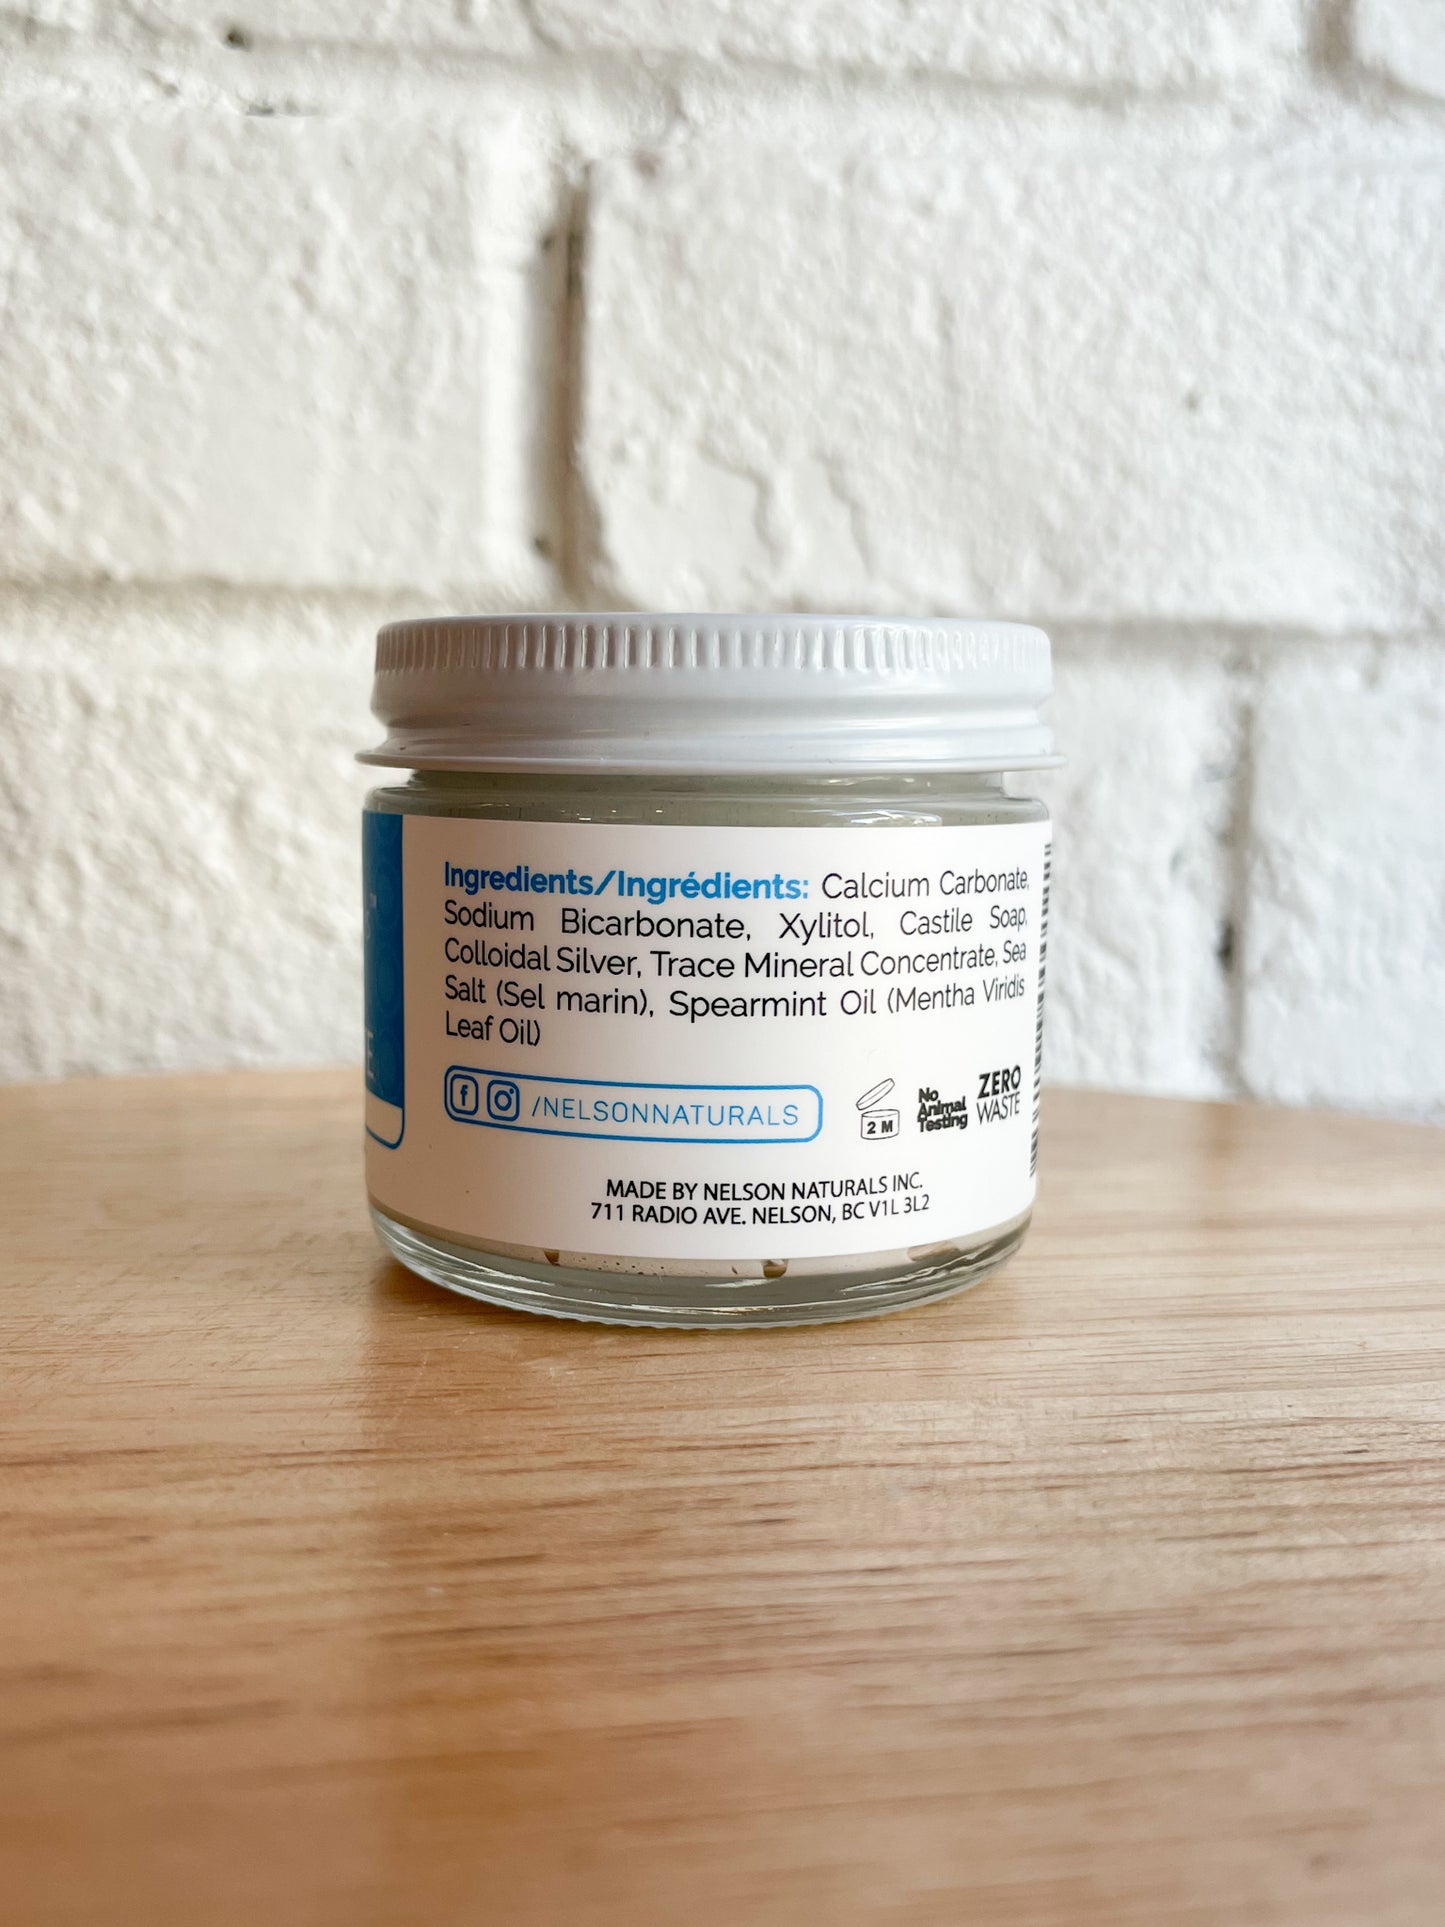 Ingredients/Ingrédients: Calcium Carbonate,
Sodium Bicarbonate, Xylitol, Castile Soap,
Colloidal Silver, Trace Mineral Concentrate, Sea
Salt (Sel marin), Spearmint Oil (Mentha Viridis
Leaf Oil)
/NELSONNATURALS
2 M
No
Animal
Testing
ZERO
WASTE
MADE BY NELSON NATURALS INC.
711 RADIO AVE. NELSON, BC V1L 3L2